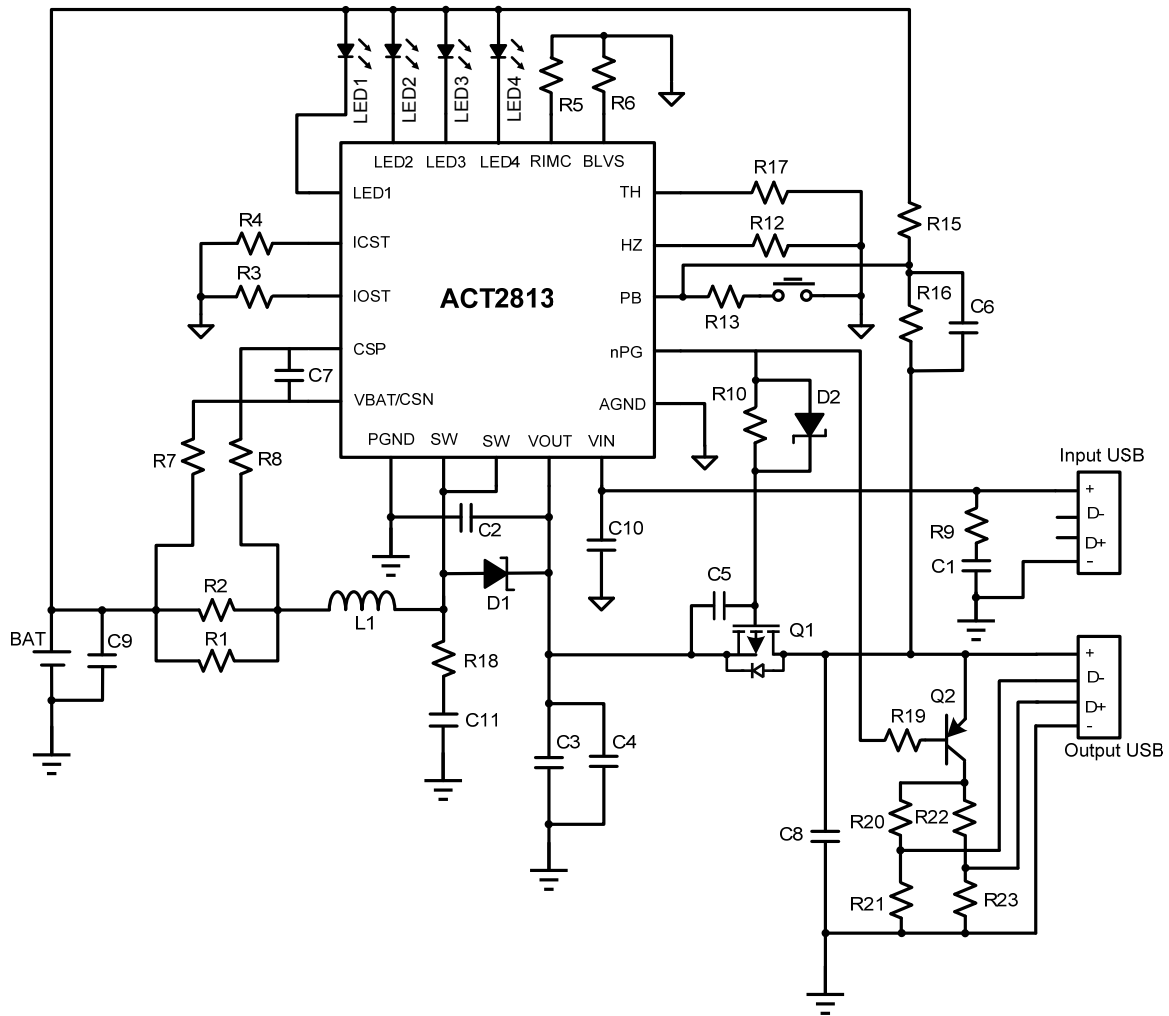 LED1
LED2
LED3
LED4
R5
R6
LED2
LED3
LED4
RIMC
BLVS
LED1
TH
R17
R4
ICST
HZ
R12
R15
R3
IOST
ACT2813
PB
R13
R16
C6
CSP
nPG
C7
VBAT/CSN
AGND
R10
D2
PGND
SW
SW
VOUT
VIN
R7
R8
Input USB
+
D-
D+
-
C2
C10
R9
C1
R2
D1
C5
L1
Q1
BAT
C9
R1
R18
+
D-
D+
-
Output USB
Q2
R19
C11
C3
C4
R20
R22
C8
R21
R23